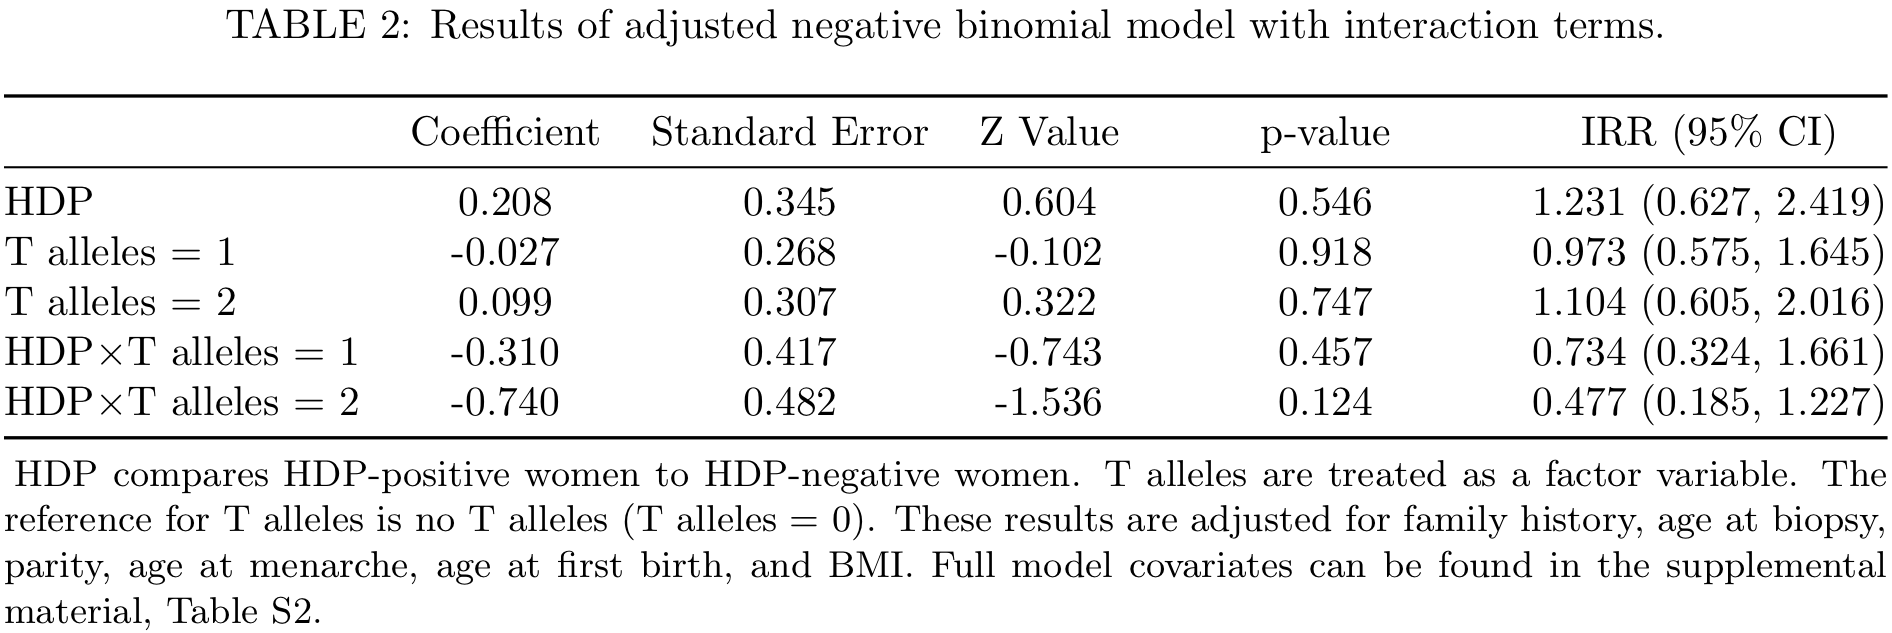 TABLE 2: Results of adjusted negative binomial model with interaction terms.
Coefficient Standard Error Z Value p-value IRR (95% CI)
HDP 0.208 0.345 0.604 0.546 1.231 (0.627, 2.419)
T alleles = 1 -0.027 0.268 -0.102 0.918 0.973 (0.575, 1.645)
T alleles = 2 0.099 0.307 0.322 0.747 1.104 (0.605, 2.016)
HDP×T alleles = 1 -0.310 0.417 -0.743 0.457 0.734 (0.324, 1.661)
HDP×T alleles = 2 -0.740 0.482 -1.536 0.124 0.477 (0.185, 1.227)
HDP compares HDP-positive women to HDP-negative women. T alleles are treated as a factor variable. The
reference for T alleles is no T alleles (T alleles = 0). These results are adjusted for family history, age at biopsy,
parity, age at menarche, age at first birth, and BMI. Full model covariates can be found in the supplemental
material, Table S2.